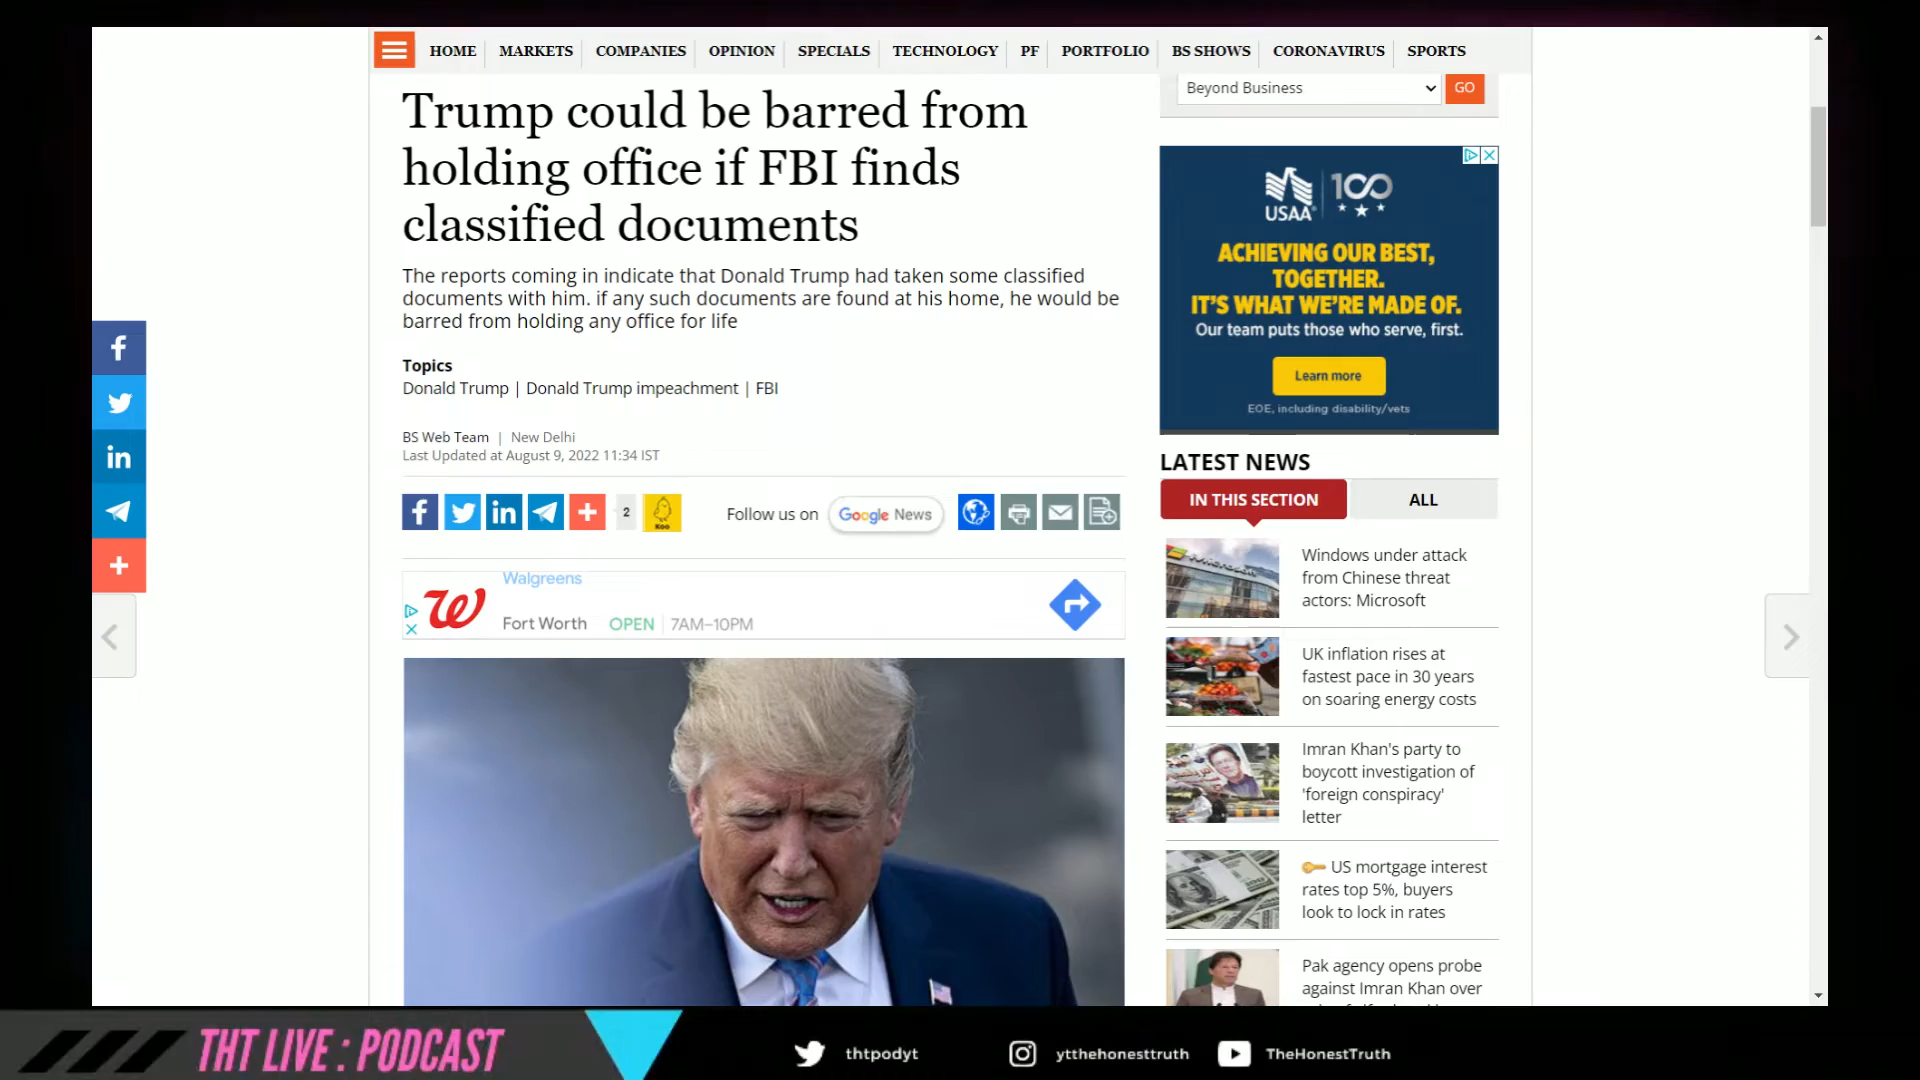 HOME MARKETS COMPANIES OPINION SPECIALS TECHNOLOGY PF PORTFOLIO BS SHOWS CORONAVIRUS SPORTS
Trump could be barred from
holding office if FBI finds
classified documents
The reports coming in indicate that Donald Trump had taken some classified
documents with him. if any such documents are found at his home, he would be
barred from holding any office for life
Topics
Donald Trump | Donald Trump impeachment | FBI
BS Web Team | New Delhi
Last Updated at August 9, 2022 11:34 IST
f
in
f in + 2 Koo
Follow us on Google News
+
Walgreens
Fort Worth OPEN 7AM–10PM
Beyond Business GO
USAA 100
ACHIEVING OUR BEST,
TOGETHER.
IT'S WHAT WE'RE MADE OF.
Our team puts those who serve, first.
Learn more
EOE, including disability/vets
LATEST NEWS
IN THIS SECTION ALL
Windows under attack
from Chinese threat
actors: Microsoft
UK inflation rises at
fastest pace in 30 years
on soaring energy costs
Imran Khan's party to
boycott investigation of
'foreign conspiracy'
letter
🔑 US mortgage interest
rates top 5%, buyers
look to lock in rates
Pak agency opens probe
against Imran Khan over
THT LIVE : PODCAST
thtpodyt
ytthehonesttruth
TheHonestTruth